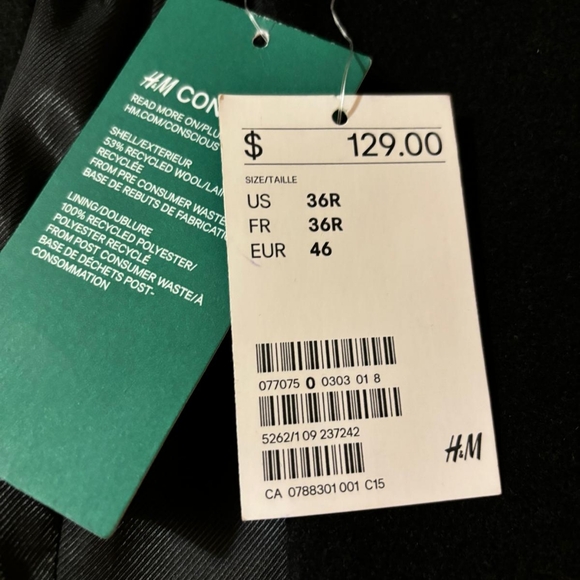 H&M CON
READ MORE ON/PLU
HM.COM/CONSCIOUS
SHELL/EXTERIEUR
53% RECYCLED WOOL/LAI
RECYCLÉE
FROM PRE CONSUMER WASTE
BASE DE REBUTS DE FABRICATI
LINING/DOUBLURE
100% RECYCLED POLYESTER/
POLYESTER RECYCLÉ
FROM POST CONSUMER WASTE/À
BASE DE DÉCHETS POST-
CONSOMMATION
$ 129.00
SIZE/TAILLE
US 36R
FR 36R
EUR 46
077075 0 0303 01 8
5262/1 09 237242
CA 0788301 001 C15
H&M